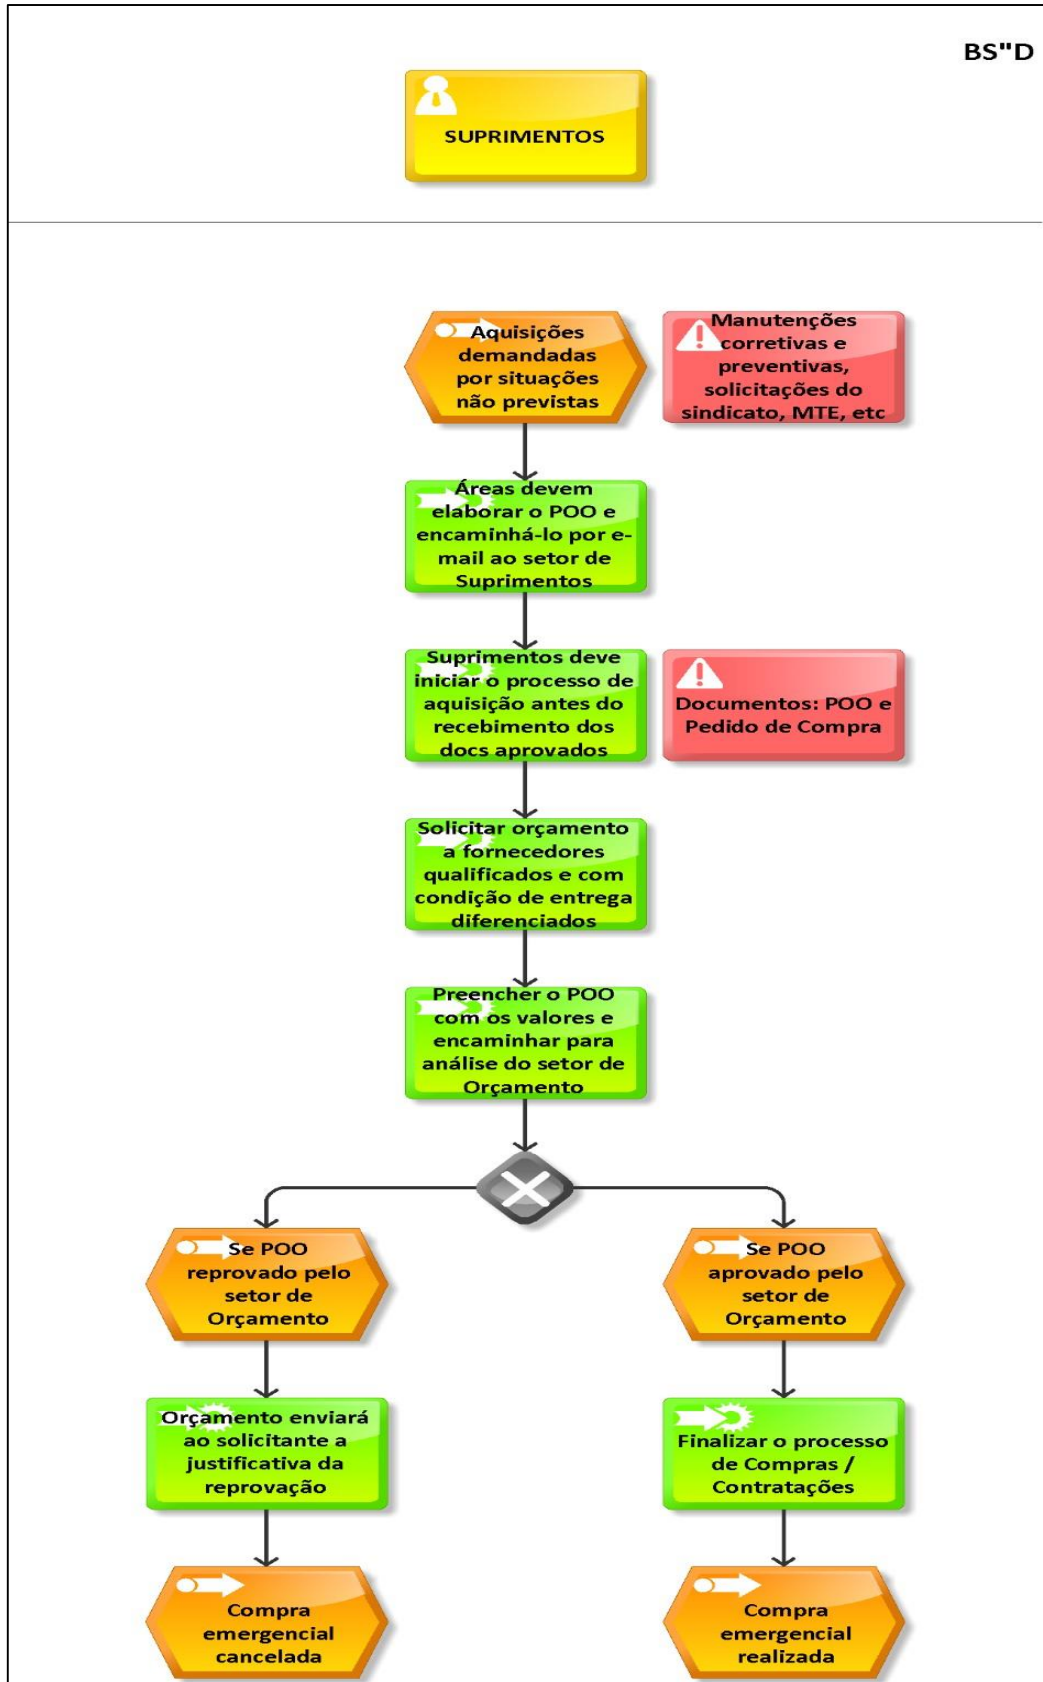 BS"D
SUPRIMENTOS
Aquisições
demandadas
por situações
não previstas
Manutenções
corretivas e
preventivas,
solicitações do
sindicato, MTE, etc
Áreas devem
elaborar o POO e
encaminhá-lo por e-
mail ao setor de
Suprimentos
Suprimentos deve
iniciar o processo de
aquisição antes do
recebimento dos
docs aprovados
Documentos: POO e
Pedido de Compra
Solicitar orçamento
a fornecedores
qualificados e com
condição de entrega
diferenciados
Preencher o POO
com os valores e
encaminhar para
análise do setor de
Orçamento
Se POO
reprovado pelo
setor de
Orçamento
Se POO
aprovado pelo
setor de
Orçamento
Orçamento enviará
ao solicitante a
justificativa da
reprovação
Finalizar o processo
de Compras /
Contratações
Compra
emergencial
cancelada
Compra
emergencial
realizada